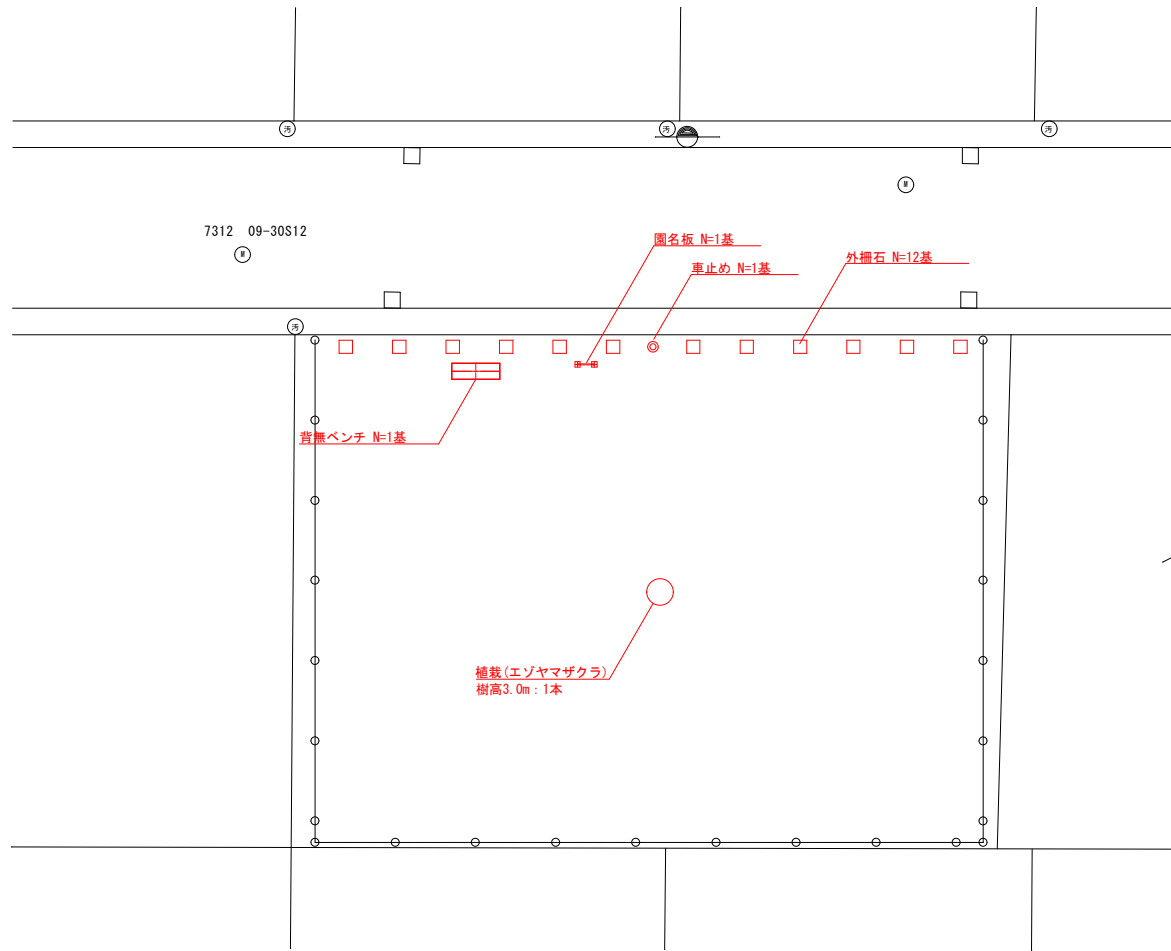 汚
汚
汚
M
7312 09-30S12
M
園名板 N=1基
車止め N=1基
外柵石 N=12基
汚
背無ベンチ N=1基
植栽(エゾヤマザクラ)
樹高3.0m：1本